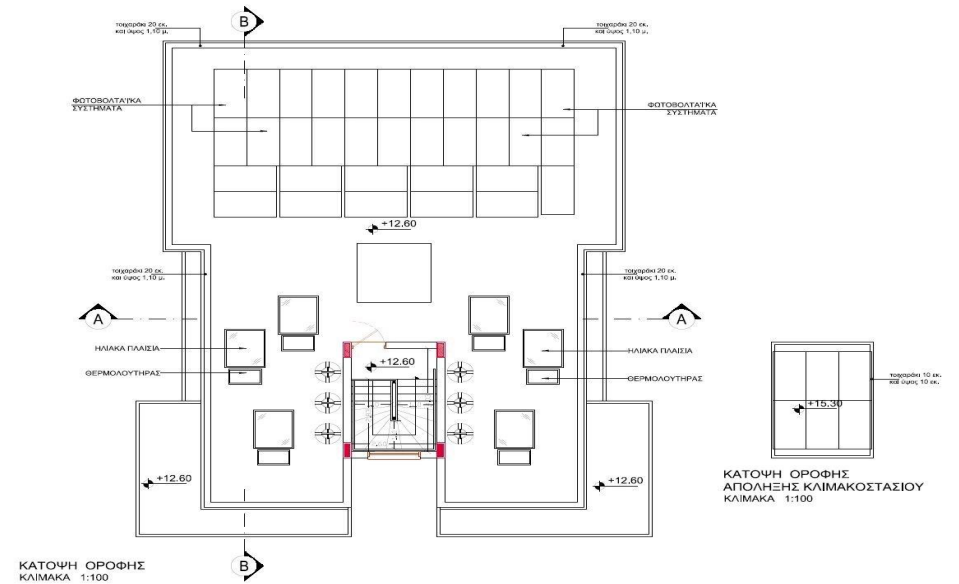 τοιχαράκι 20 εκ.
και ύψος 1,10 μ.
B
τοιχαράκι 20 εκ.
και ύψος 1,10 μ.
ΦΩΤΟΒΟΛΤΑΪΚΑ
ΣΥΣΤΗΜΑΤΑ
ΦΩΤΟΒΟΛΤΑΪΚΑ
ΣΥΣΤΗΜΑΤΑ
+12.60
τοιχαράκι 20 εκ.
και ύψος 1,10 μ.
τοιχαράκι 20 εκ.
και ύψος 1,10 μ.
A
A
ΗΛΙΑΚΑ ΠΛΑΙΣΙΑ
ΗΛΙΑΚΑ ΠΛΑΙΣΙΑ
+12.60
ΘΕΡΜΟΛΟΥΤΗΡΑΣ
ΘΕΡΜΟΛΟΥΤΗΡΑΣ
τοιχαράκι 10 εκ.
και ύψος 10 εκ.
+15.30
+12.60
+12.60
ΚΑΤΟΨΗ ΟΡΟΦΗΣ
ΑΠΟΛΗΞΗΣ ΚΛΙΜΑΚΟΣΤΑΣΙΟΥ
ΚΛΙΜΑΚΑ 1:100
B
ΚΑΤΟΨΗ ΟΡΟΦΗΣ
ΚΛΙΜΑΚΑ 1:100